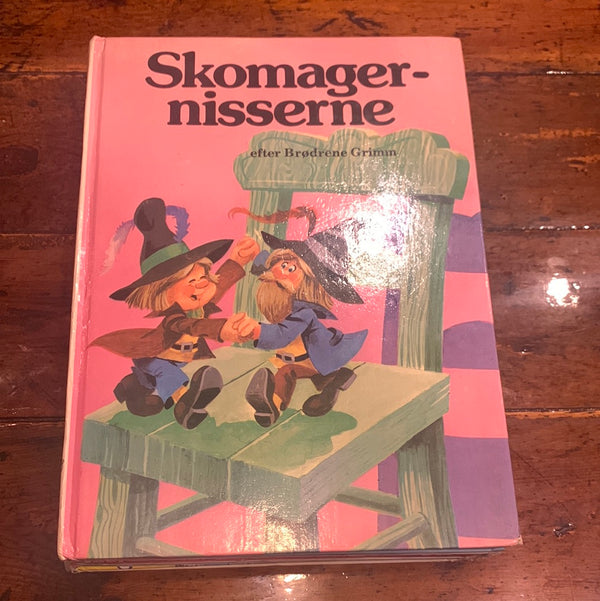 Skomager-
nisserne
efter Brødrene Grimm